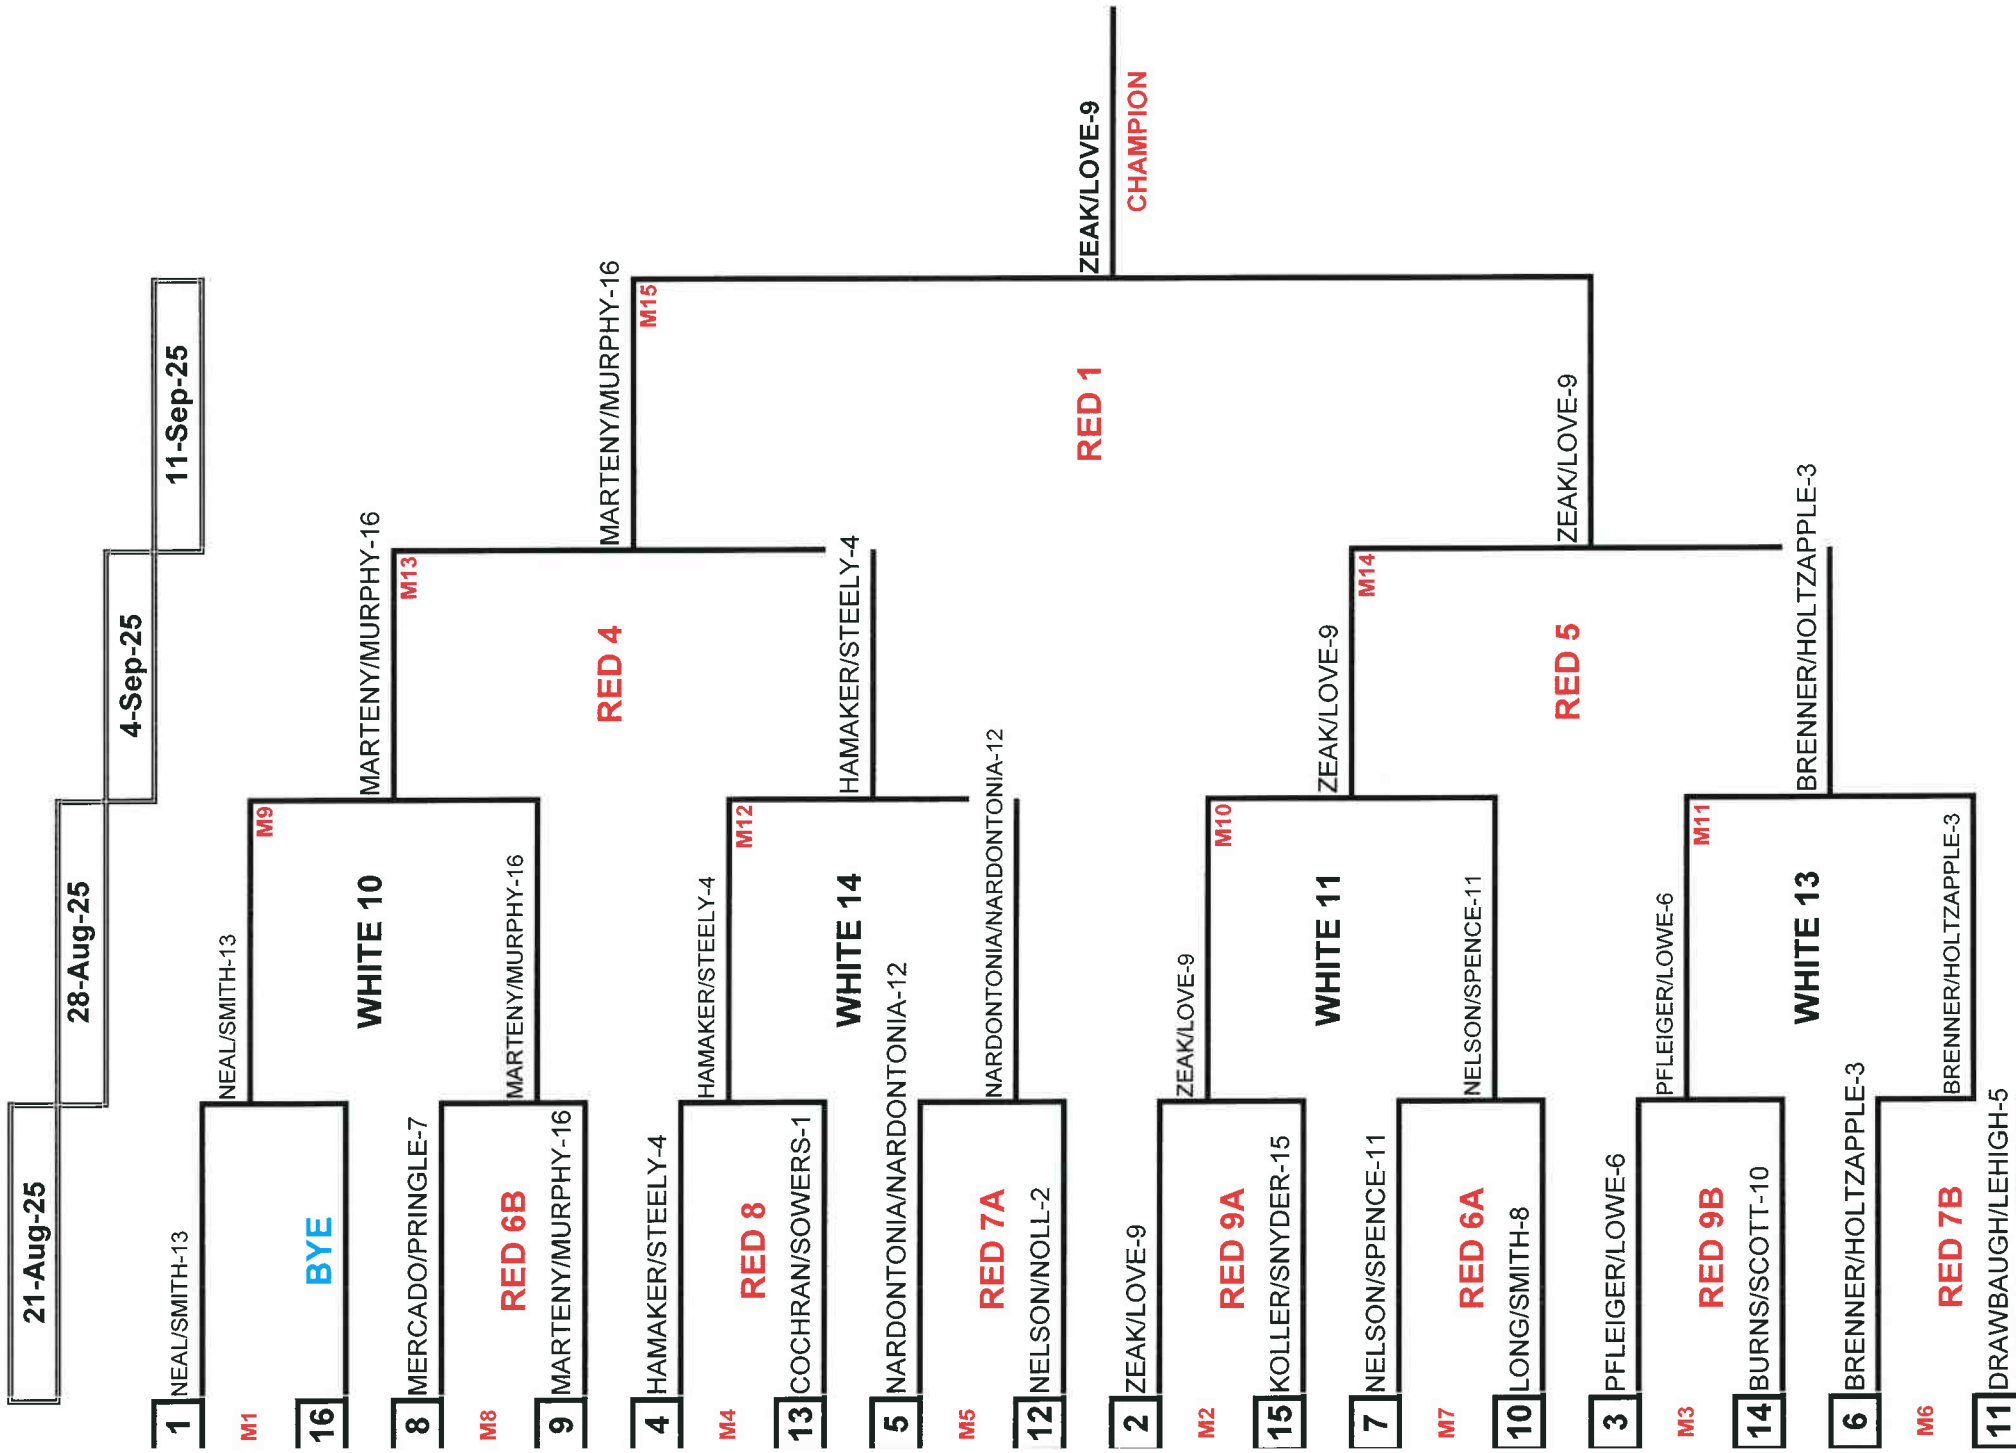 21-Aug-25
28-Aug-25
4-Sep-25
11-Sep-25
1
NEAL/SMITH-13
M1
BYE
16
NEAL/SMITH-13
M9
WHITE 10
8
MERCADO/PRINGLE-7
M8
RED 6B
9
MARTENY/MURPHY-16
MARTENY/MURPHY-16
MARTENY/MURPHY-16
M13
RED 4
4
HAMAKER/STEELY-4
M4
RED 8
13
COCHRAN/SOWERS-1
HAMAKER/STEELY-4
M12
WHITE 14
HAMAKER/STEELY-4
5
NARDONTONIA/NARDONTONIA-12
M5
RED 7A
12
NELSON/NOLL-2
NARDONTONIA/NARDONTONIA-12
MARTENY/MURPHY-16
M15
RED 1
ZEAK/LOVE-9
CHAMPION
2
ZEAK/LOVE-9
M2
RED 9A
15
KOLLER/SNYDER-15
ZEAK/LOVE-9
M10
WHITE 11
ZEAK/LOVE-9
M14
RED 5
7
NELSON/SPENCE-11
M7
RED 6A
10
LONG/SMITH-8
NELSON/SPENCE-11
ZEAK/LOVE-9
3
PFLEIGER/LOWE-6
M3
RED 9B
14
BURNS/SCOTT-10
PFLEIGER/LOWE-6
M11
WHITE 13
BRENNER/HOLTZAPPLE-3
6
BRENNER/HOLTZAPPLE-3
M6
RED 7B
11
DRAWBAUGH/LEHIGH-5
BRENNER/HOLTZAPPLE-3